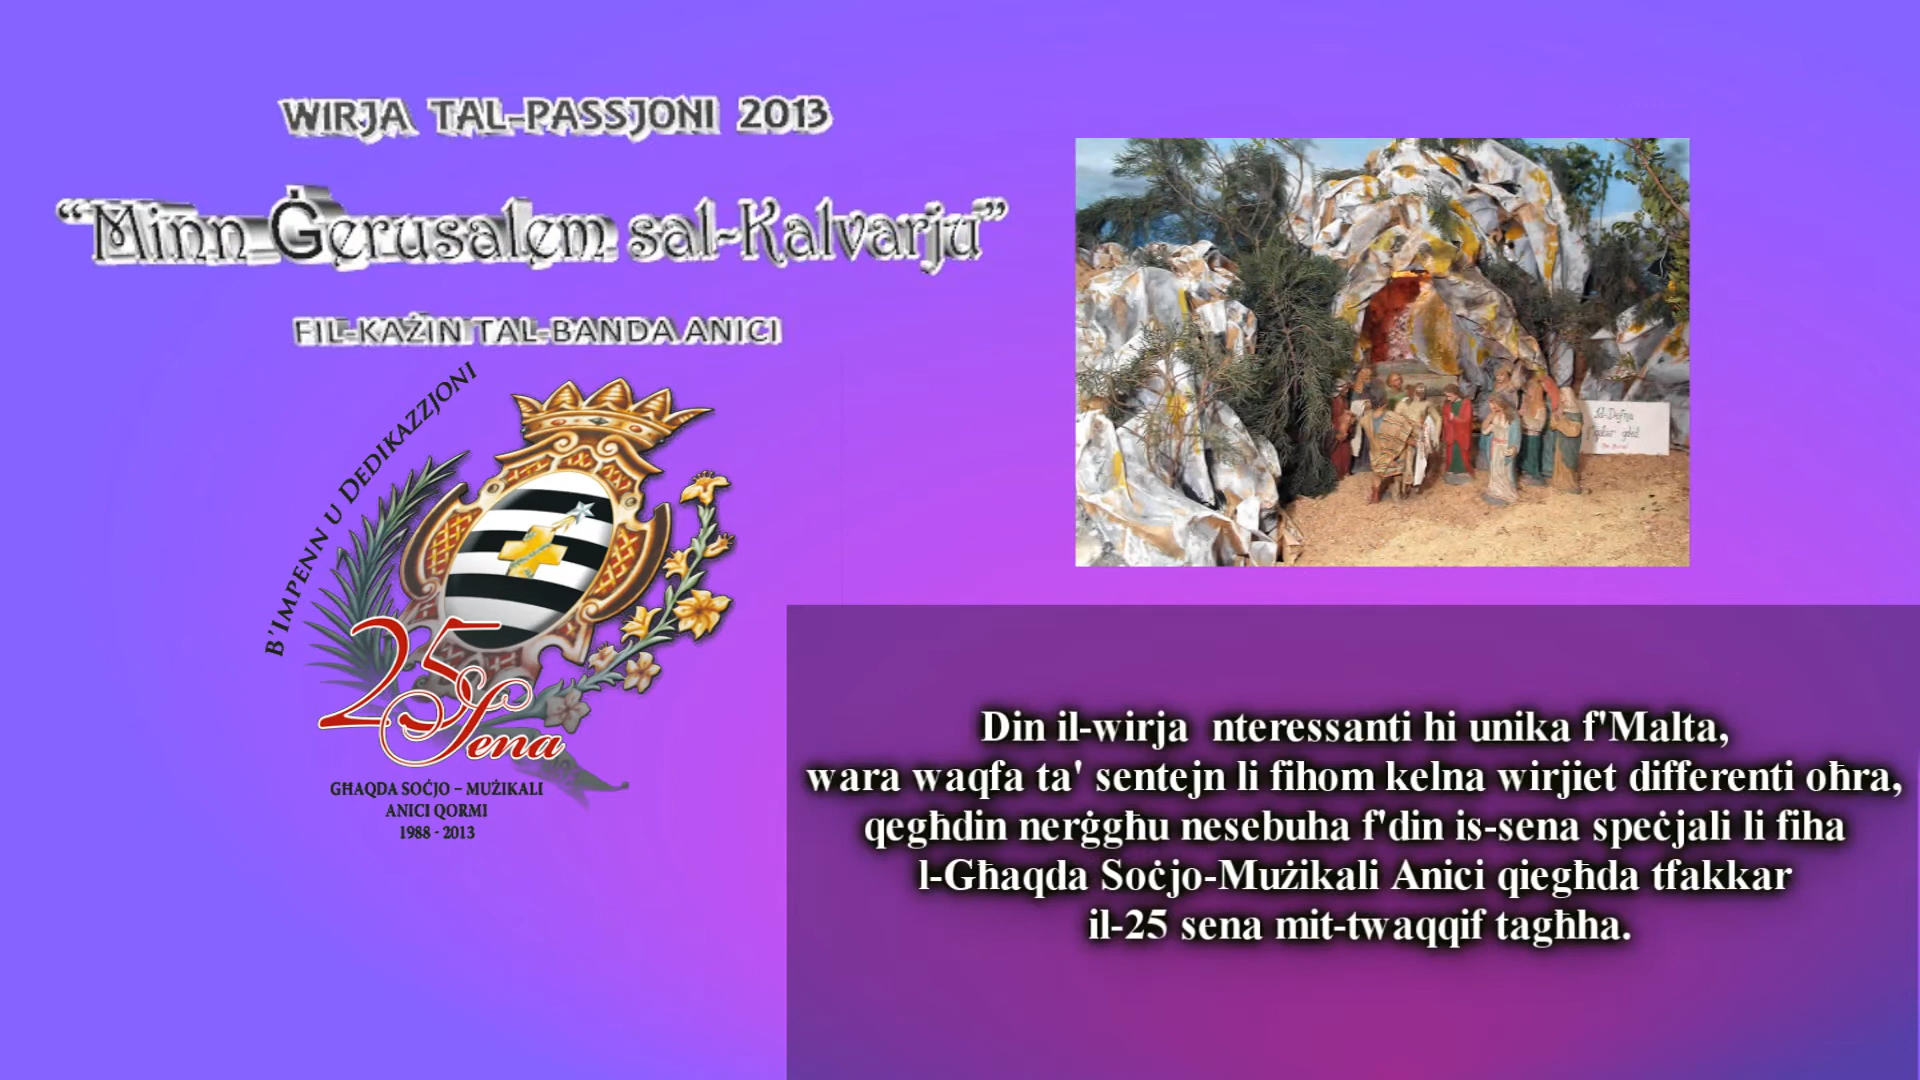 WIRJA TAL-PASSJONI 2013
“Minn Ġerusalem sal-Kalvarju”
FIL-KAŻIN TAL-BANDA ANICI
B'IMPENN U DEDIKAZZJONI
25 Sena
GĦAQDA SOĊJO – MUŻIKALI
ANICI QORMI
1988 - 2013
Id-Dfna
Din il-wirja  nteressanti hi unika f'Malta,
wara waqfa ta' sentejn li fihom kelna wirjiet differenti oħra,
qegħdin nerġgħu nesebuha f'din is-sena speċjali li fiha
l-Għaqda Soċjo-Mużikali Anici qiegħda tfakkar
il-25 sena mit-twaqqif tagħha.